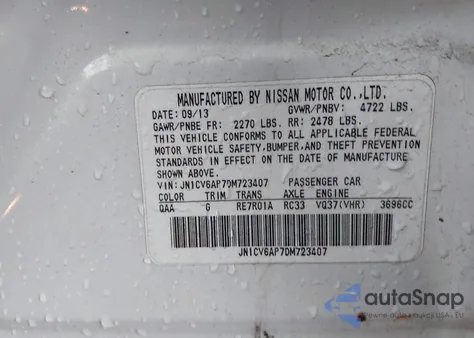 MANUFACTURED BY NISSAN MOTOR CO.,LTD.
DATE: 09/13 GVWR/PNBV: 4722 LBS.
GAWR/PNBE FR: 2270 LBS. RR: 2478 LBS.
THIS VEHICLE CONFORMS TO ALL APPLICABLE FEDERAL
MOTOR VEHICLE SAFETY,BUMPER,AND THEFT PREVENTION
STANDARDS IN EFFECT ON THE DATE OF MANUFACTURE
SHOWN ABOVE.
VIN: JN1CV6AP7DM723407 PASSENGER CAR
COLOR TRIM TRANS AXLE ENGINE
QAA G RE7R01A RC33 VQ37(VHR) 3696CC
JN1CV6AP7DM723407
autoSnap